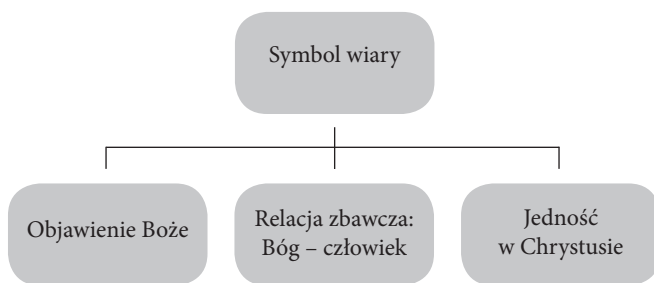 Symbol wiary
Objawienie Boże
Relacja zbawcza:
Bóg – człowiek
Jedność
w Chrystusie